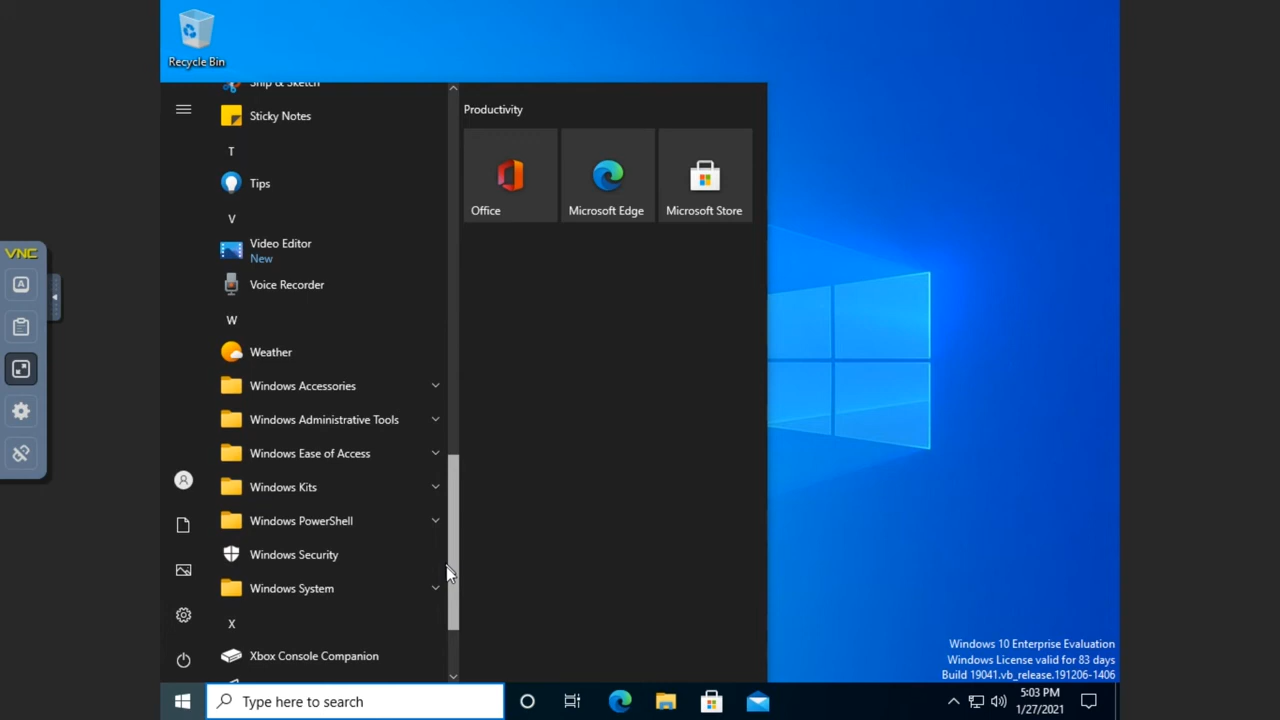 Recycle Bin
VNC
A
Snip & Sketch
Sticky Notes
T
Tips
V
Video Editor
New
Voice Recorder
W
Weather
Windows Accessories
Windows Administrative Tools
Windows Ease of Access
Windows Kits
Windows PowerShell
Windows Security
Windows System
X
Xbox Console Companion
Productivity
Office
Microsoft Edge
Microsoft Store
Windows 10 Enterprise Evaluation
Windows License valid for 83 days
Build 19041.vb_release.191206-1406
Type here to search
5:03 PM
1/27/2021